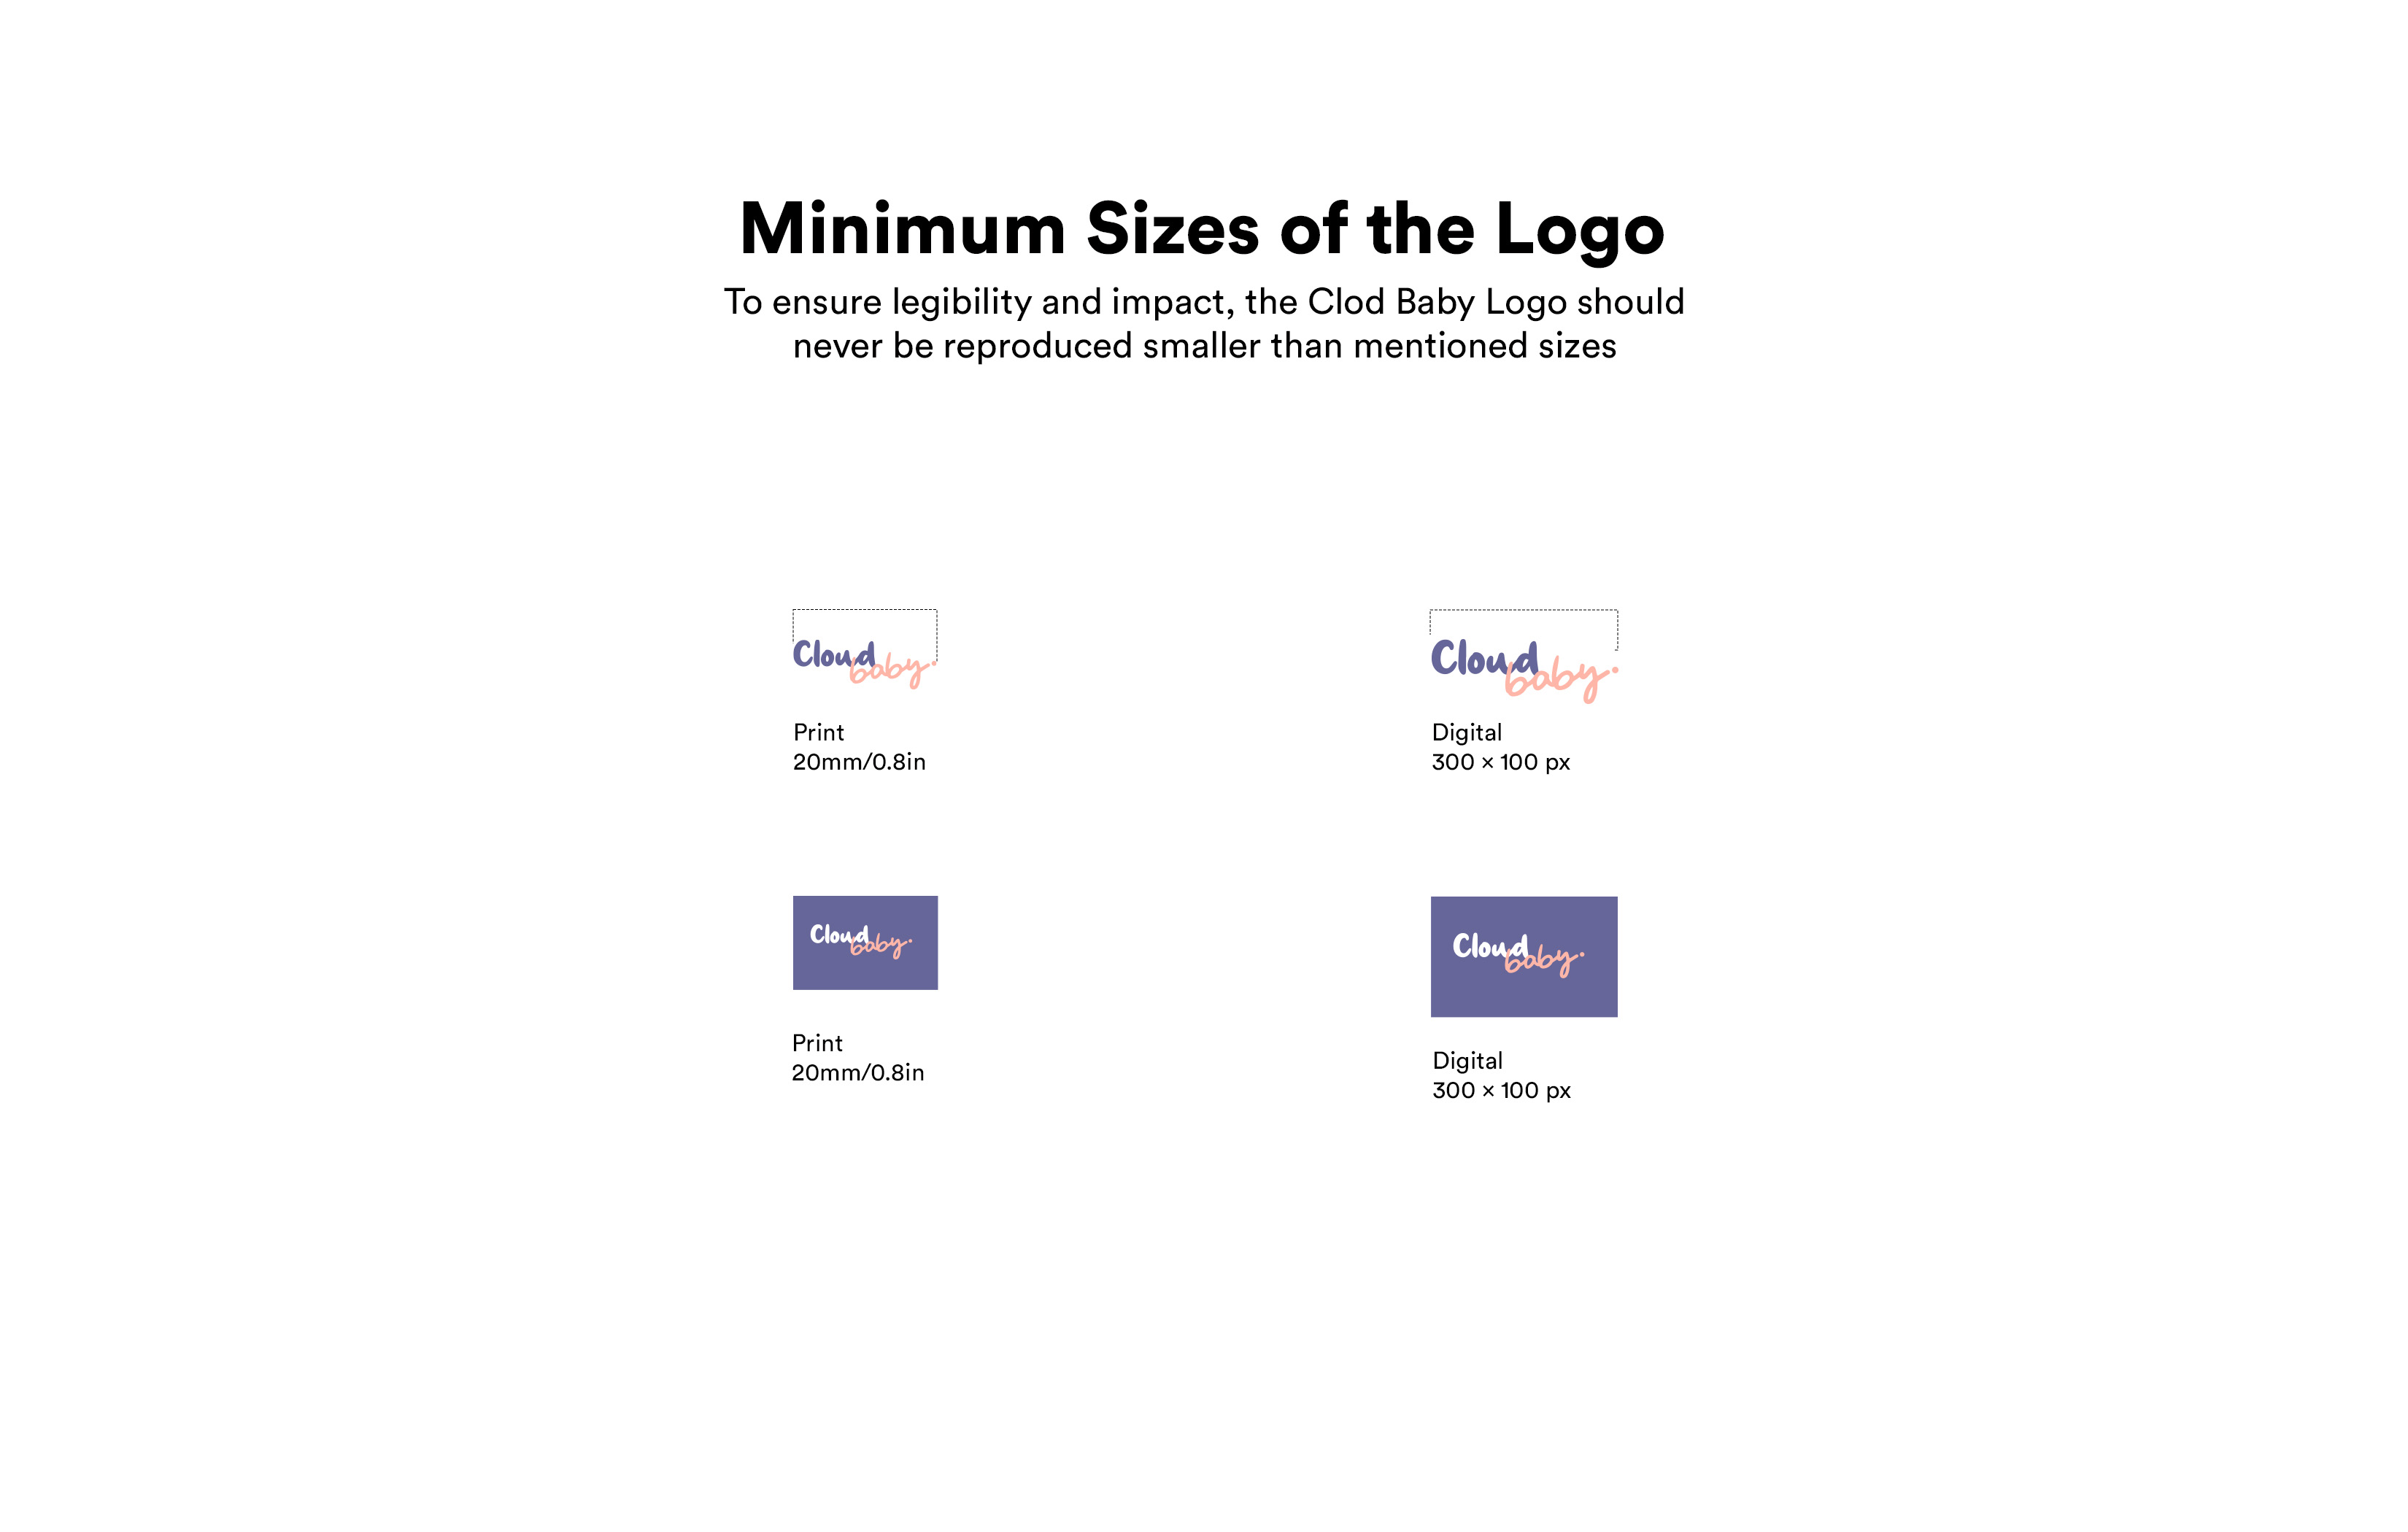 Minimum Sizes of the Logo
To ensure legibility and impact, the Clod Baby Logo should
never be reproduced smaller than mentioned sizes
Cloud
baby.
Print
20mm/0.8in
Cloud
baby.
Digital
300 × 100 px
Cloud
baby.
Print
20mm/0.8in
Cloud
baby.
Digital
300 × 100 px